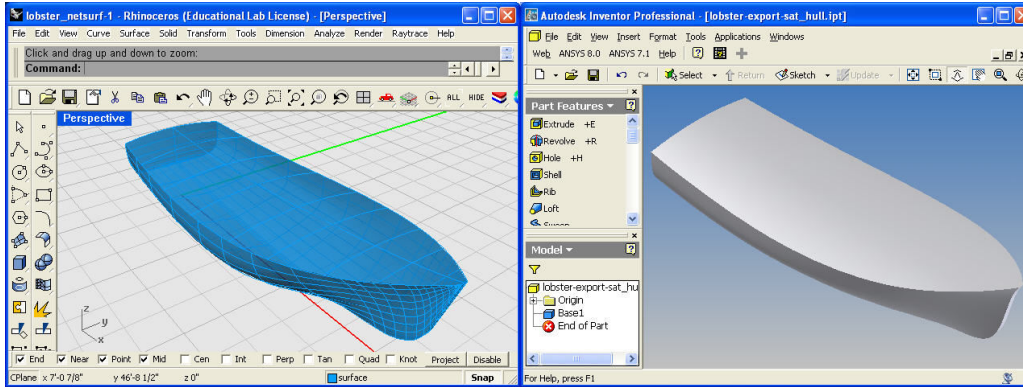 lobster_netsurf-1 - Rhinoceros (Educational Lab License) - [Perspective]
File Edit View Curve Surface Solid Transform Tools Dimension Analyze Render Raytrace Help
Click and drag up and down to zoom:
Command:
ALL HIDE
Perspective
z
y
x
End Near Point Mid Cen Int Perp Tan Quad Knot Project Disable
CPlane x 7'-0 7/8" y 46'-8 1/2" z 0" surface Snap
Autodesk Inventor Professional - [lobster-export-sat_hull.ipt]
File Edit View Insert Format Tools Applications Windows
Web ANSYS 8.0 ANSYS 7.1 Help
Select Return Sketch Update
Part Features
Extrude +E
Revolve +R
Hole +H
Shell
Rib
Loft
Sweep
Model
lobster-export-sat_hu
Origin
Base1
End of Part
For Help, press F1